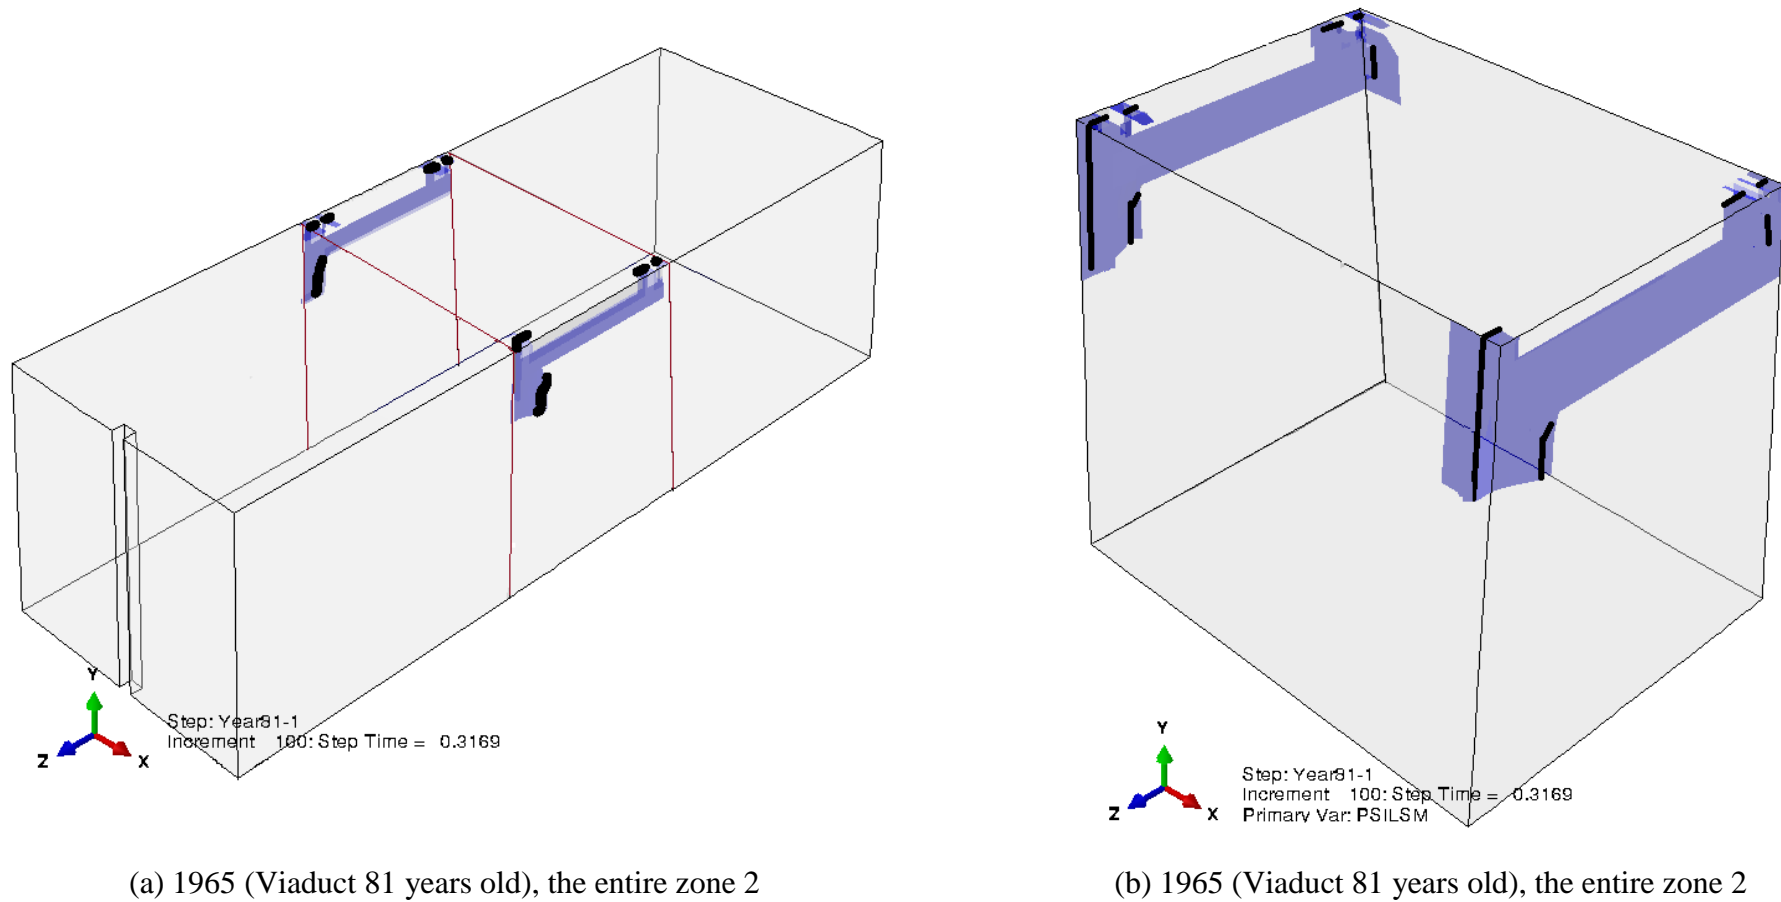 Y
Z
X
Step: Year81-1
Increment 100: Step Time = 0.3169
Y
Z
X
Step: Year81-1
Increment 100: Step Time = 0.3169
Primary Var: PSILSM
(a) 1965 (Viaduct 81 years old), the entire zone 2
(b) 1965 (Viaduct 81 years old), the entire zone 2